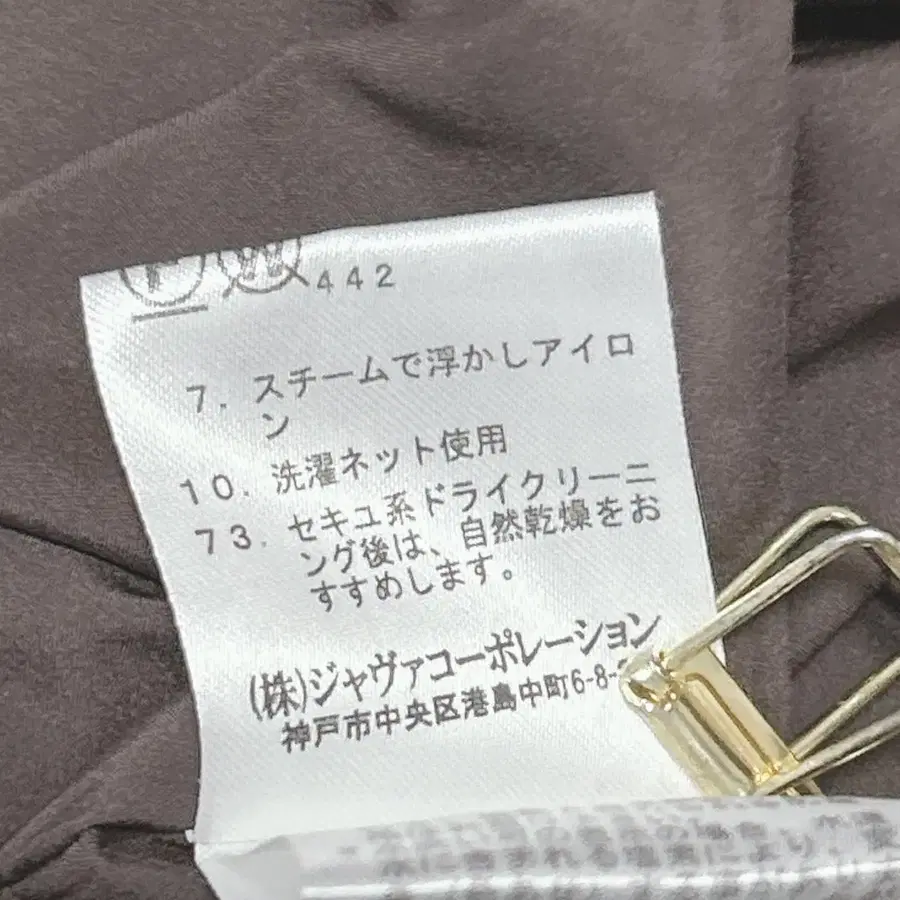 442
7. スチームで浮かしアイロ
ン
10. 洗濯ネット使用
73. セキユ系ドライクリーニ
ング後は、自然乾燥をお
すすめします。
(株)ジャヴァコーポレーション
神戸市中央区港島中町6-8-